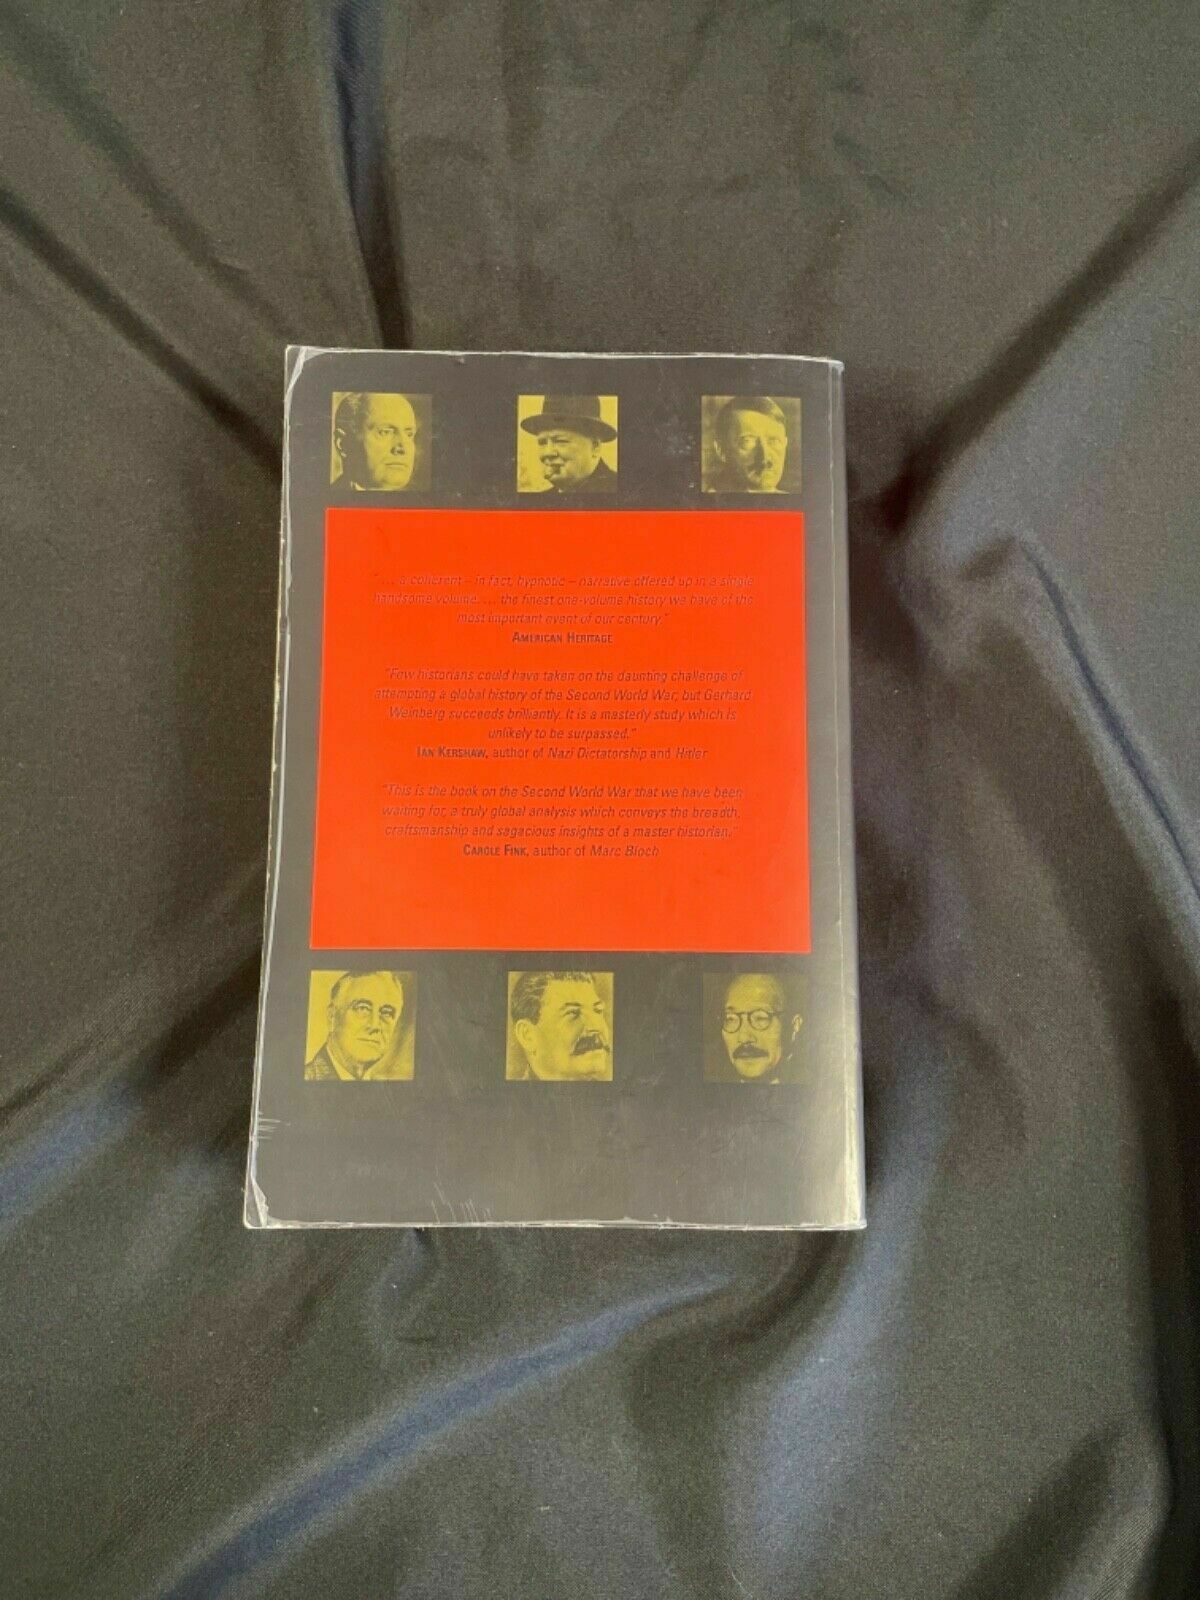 " ... a coherent – in fact, hypnotic – narrative offered up in a single
handsome volume. ... the finest one-volume history we have of the
most important event of our century."
AMERICAN HERITAGE
"Few historians could have taken on the daunting challenge of
attempting a global history of the Second World War, but Gerhard
Weinberg succeeds brilliantly. It is a masterly study which is
unlikely to be surpassed."
IAN KERSHAW, author of Nazi Dictatorship and Hitler
"This is the book on the Second World War that we have been
waiting for, a truly global analysis which conveys the breadth,
craftsmanship and sagacious insights of a master historian."
CAROLE FINK, author of Marc Bloch